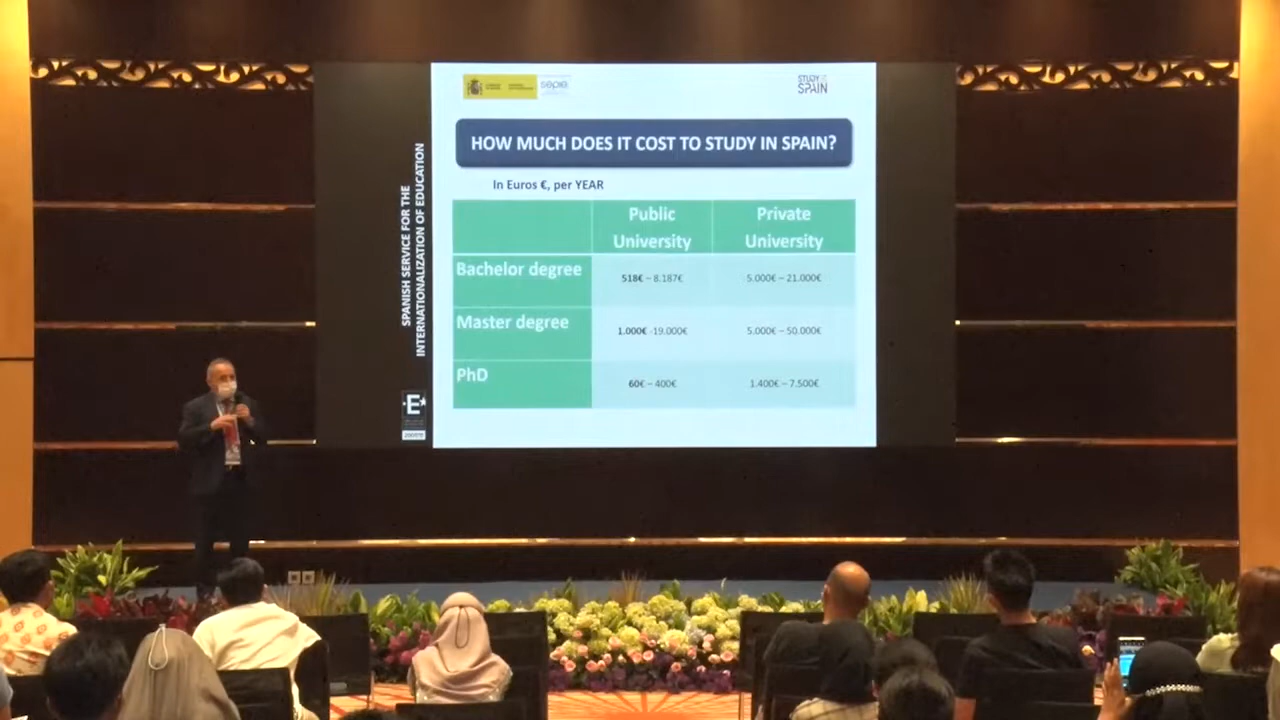 sepie
STUDY IN
SPAIN
HOW MUCH DOES IT COST TO STUDY IN SPAIN?
In Euros €, per YEAR
Public
University
Private
University
Bachelor degree
518€ – 8.187€
5.000€ – 21.000€
Master degree
1.000€ -19.000€
5.000€ – 50.000€
PhD
60€ – 400€
1.400€ – 7.500€
SPANISH SERVICE FOR THE
INTERNATIONALIZATION OF EDUCATION
E